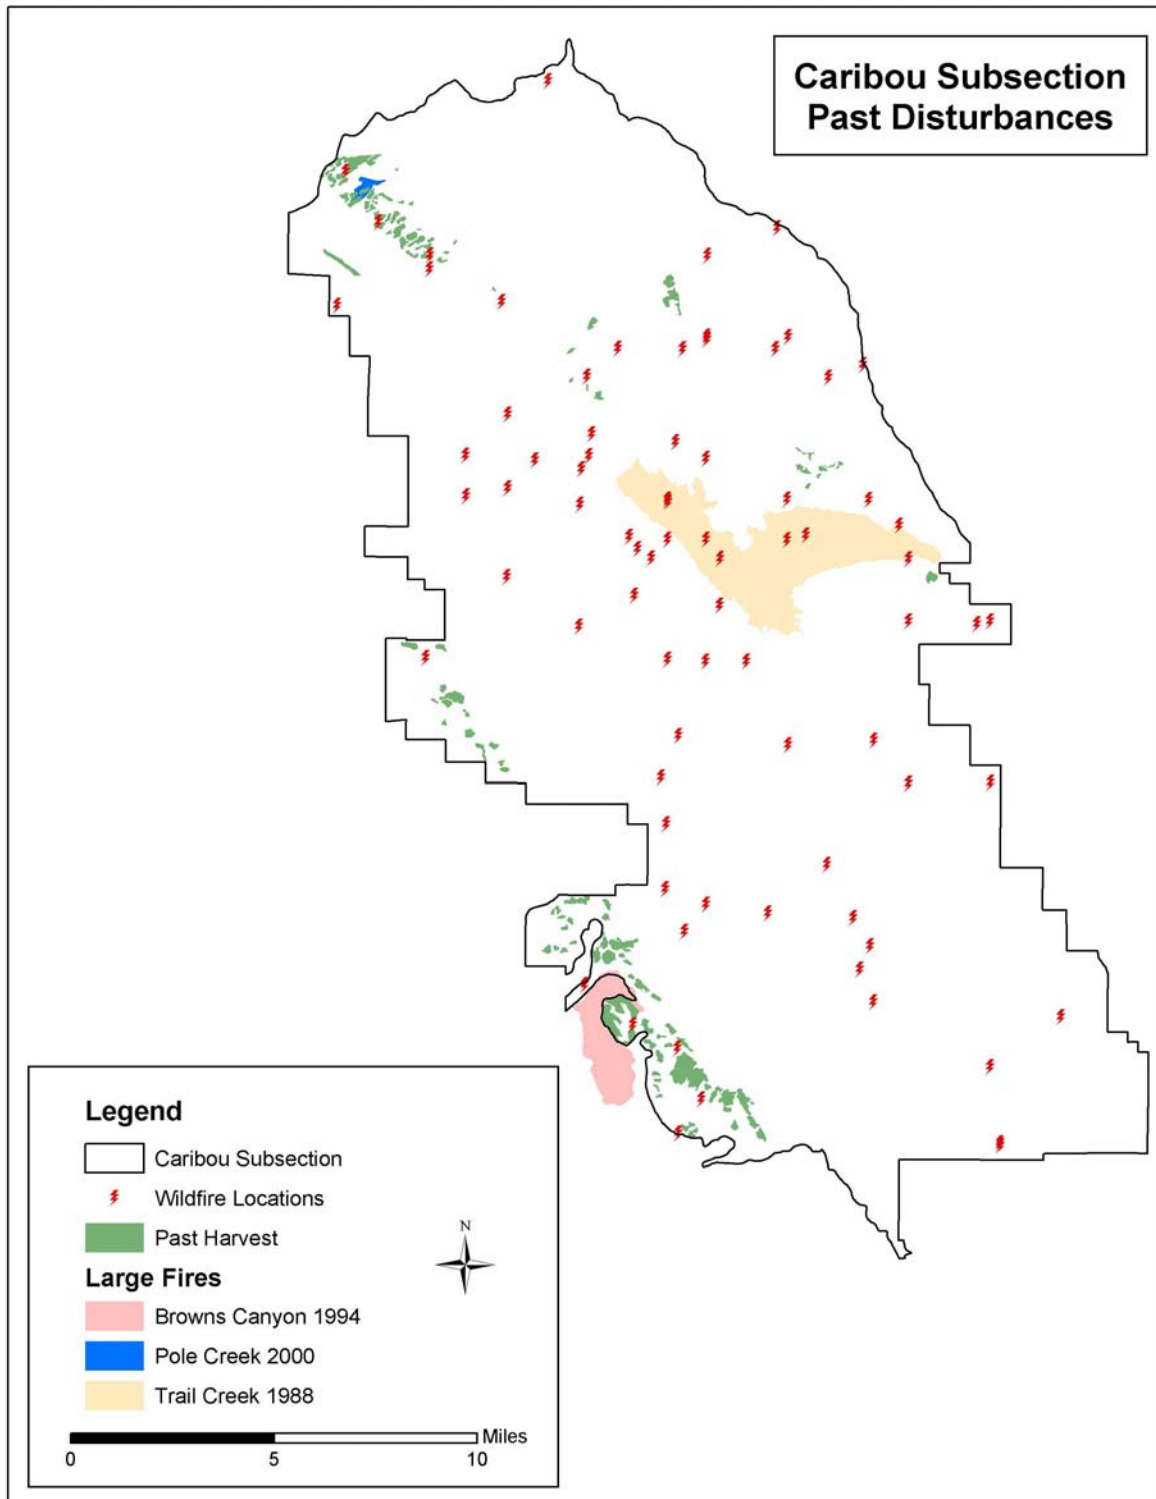 Caribou Subsection
Past Disturbances
Legend
Caribou Subsection
Wildfire Locations
Past Harvest
N
Large Fires
Browns Canyon 1994
Pole Creek 2000
Trail Creek 1988
Miles
0 5 10